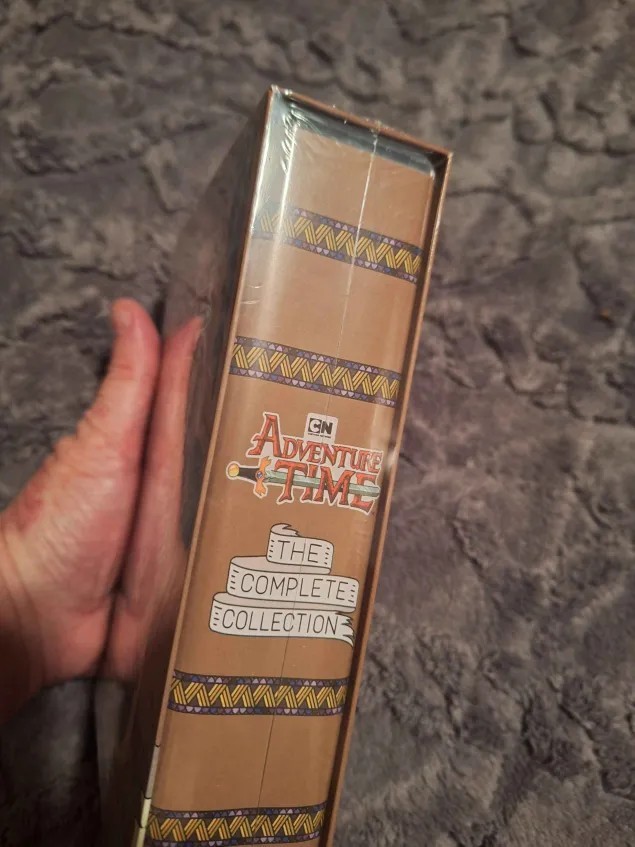 CN
ADVENTURE
TIME
THE
COMPLETE
COLLECTION